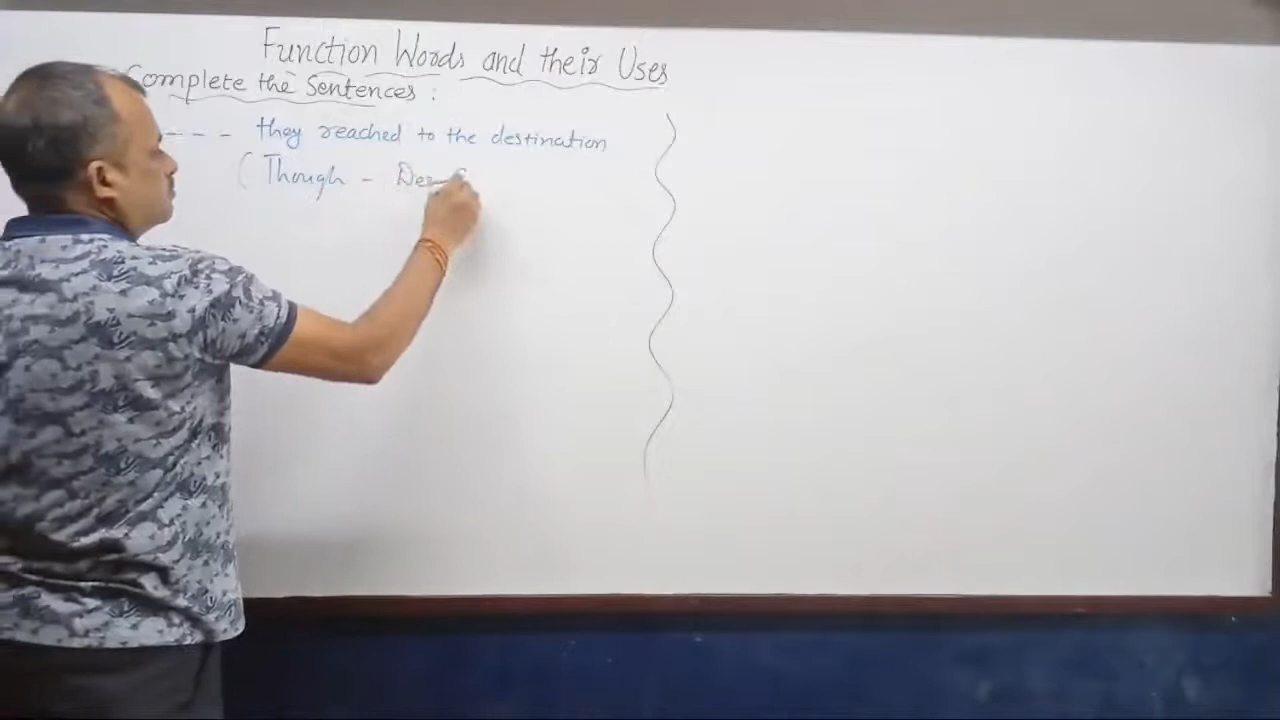 Function Words and their Uses
Complete the Sentences :
---- they reached to the destination
( Though -